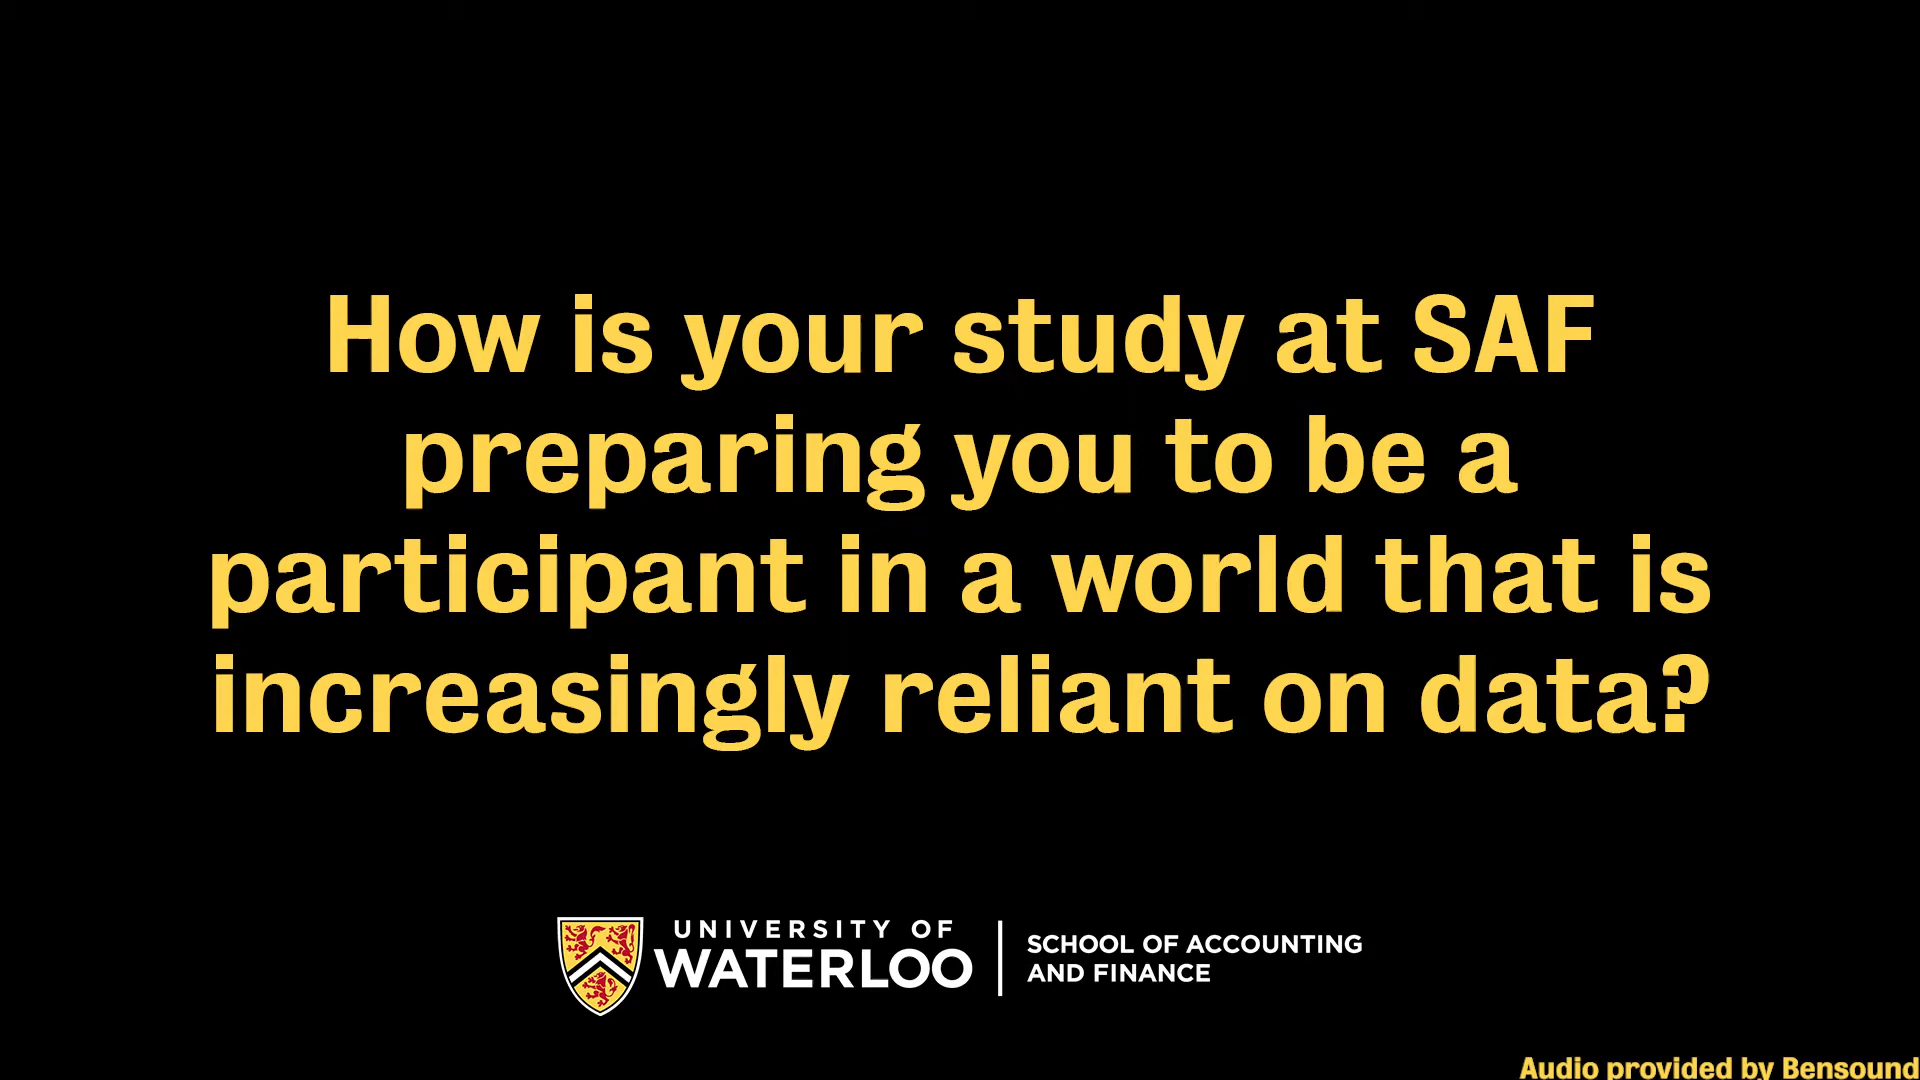 How is your study at SAF
preparing you to be a
participant in a world that is
increasingly reliant on data?
UNIVERSITY OF
WATERLOO
SCHOOL OF ACCOUNTING
AND FINANCE
Audio provided by Bensound